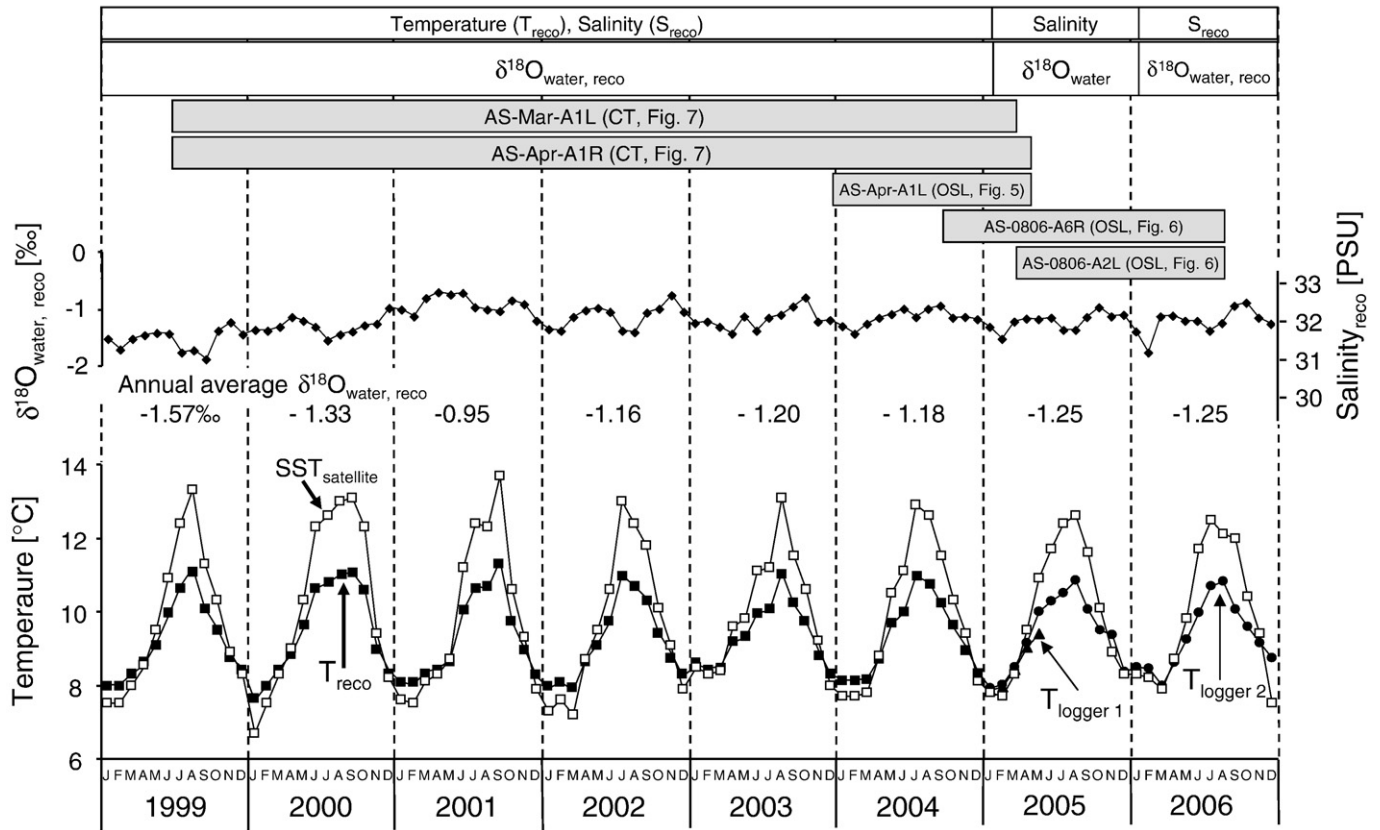 Temperature (Treco), Salinity (Sreco) Salinity Sreco
δ18Owater, reco δ18Owater δ18Owater, reco
AS-Mar-A1L (CT, Fig. 7)
AS-Apr-A1R (CT, Fig. 7)
AS-Apr-A1L (OSL, Fig. 5)
AS-0806-A6R (OSL, Fig. 6)
AS-0806-A2L (OSL, Fig. 6)
δ18Owater, reco [‰]
0
-1
-2
33
32
31
30
Salinityreco [PSU]
Annual average δ18Owater, reco
-1.57‰ - 1.33 -0.95 -1.16 - 1.20 - 1.18 -1.25 -1.25
Temperaure [°C]
14
12
10
8
6
SSTsatellite
Treco
Tlogger 1
Tlogger 2
J F M A M J J A S O N D J F M A M J J A S O N D J F M A M J J A S O N D J F M A M J J A S O N D J F M A M J J A S O N D J F M A M J J A S O N D J F M A M J J A S O N D J F M A M J J A S O N D
1999 2000 2001 2002 2003 2004 2005 2006